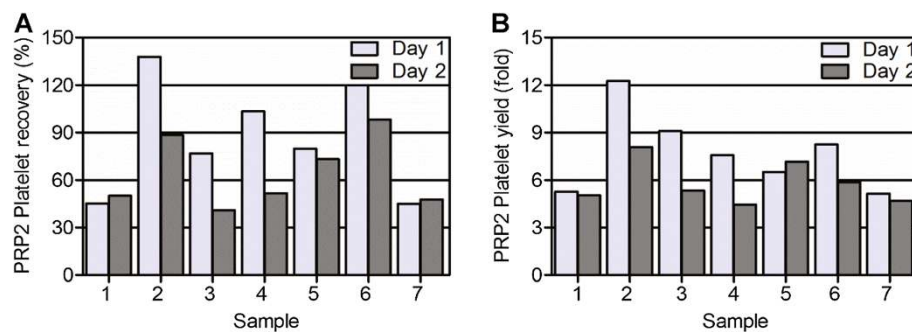 A
PRP2 Platelet recovery (%)
150
120
90
60
30
0
Day 1
Day 2
1 2 3 4 5 6 7
Sample
B
PRP2 Platelet yield (fold)
15
12
9
6
3
0
Day 1
Day 2
1 2 3 4 5 6 7
Sample